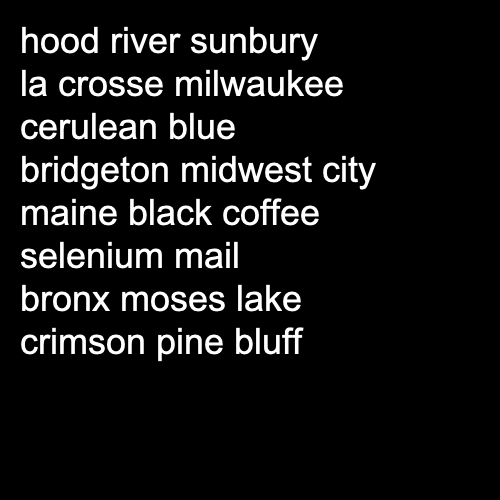 hood river sunbury
la crosse milwaukee
cerulean blue
bridgeton midwest city
maine black coffee
selenium mail
bronx moses lake
crimson pine bluff